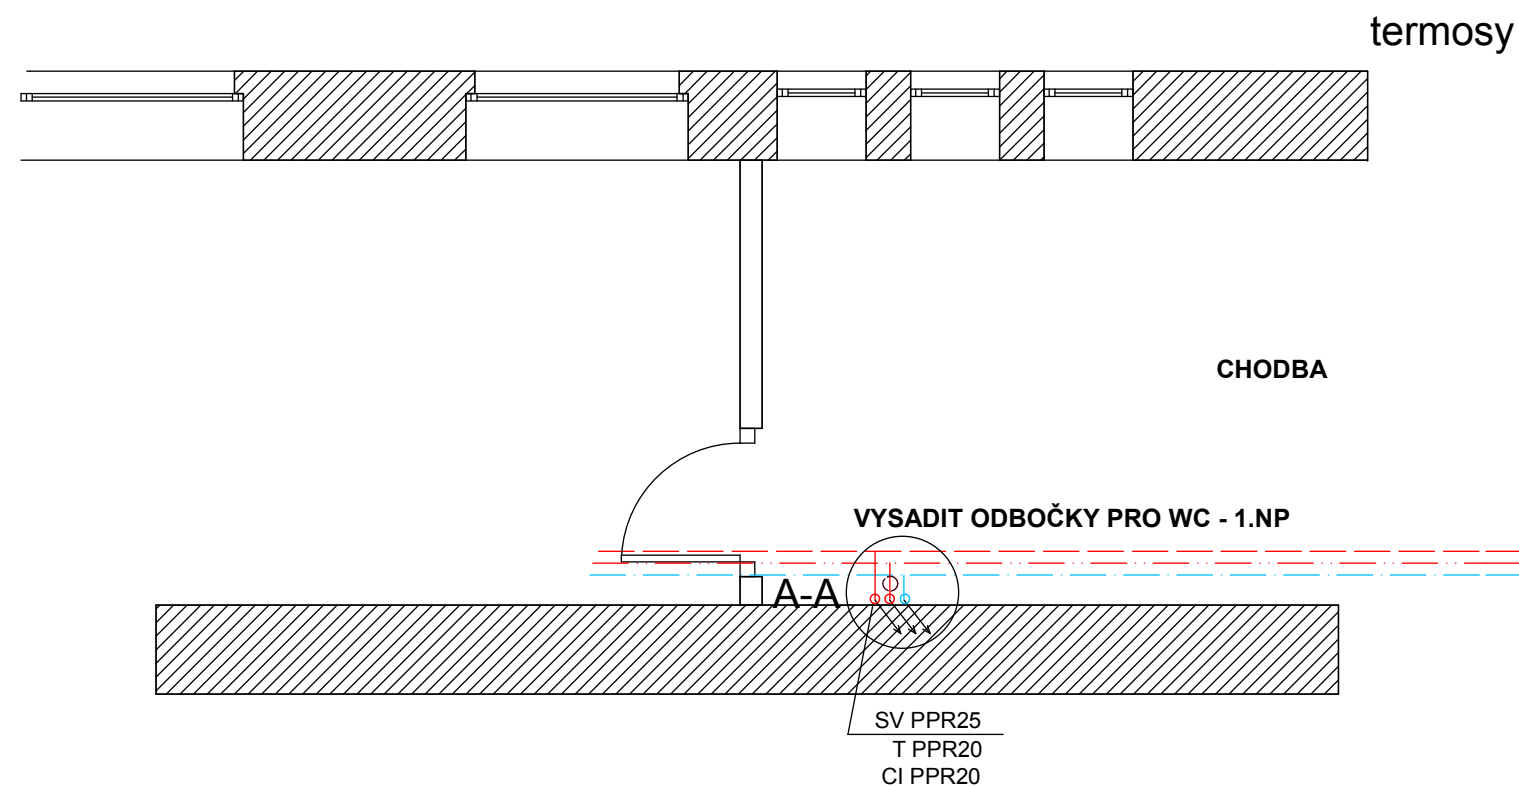 termosy
CHODBA
VYSADIT ODBOČKY PRO WC - 1.NP
A-A
SV PPR25
T PPR20
CI PPR20